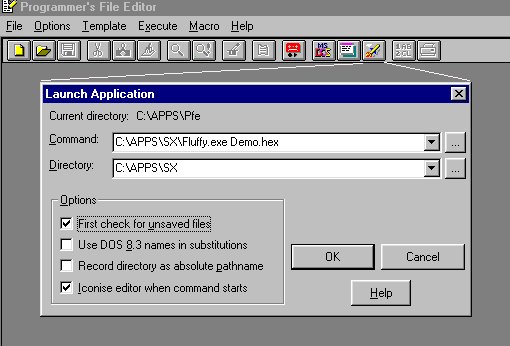 Programmer's File Editor
File Options Template Execute Macro Help
Launch Application
Current directory: C:\APPS\Pfe
Command: C:\APPS\SX\Fluffy.exe Demo.hex ...
Directory: C:\APPS\SX ...
Options
First check for unsaved files
Use DOS 8.3 names in substitutions
Record directory as absolute pathname
Iconise editor when command starts
OK Cancel
Help